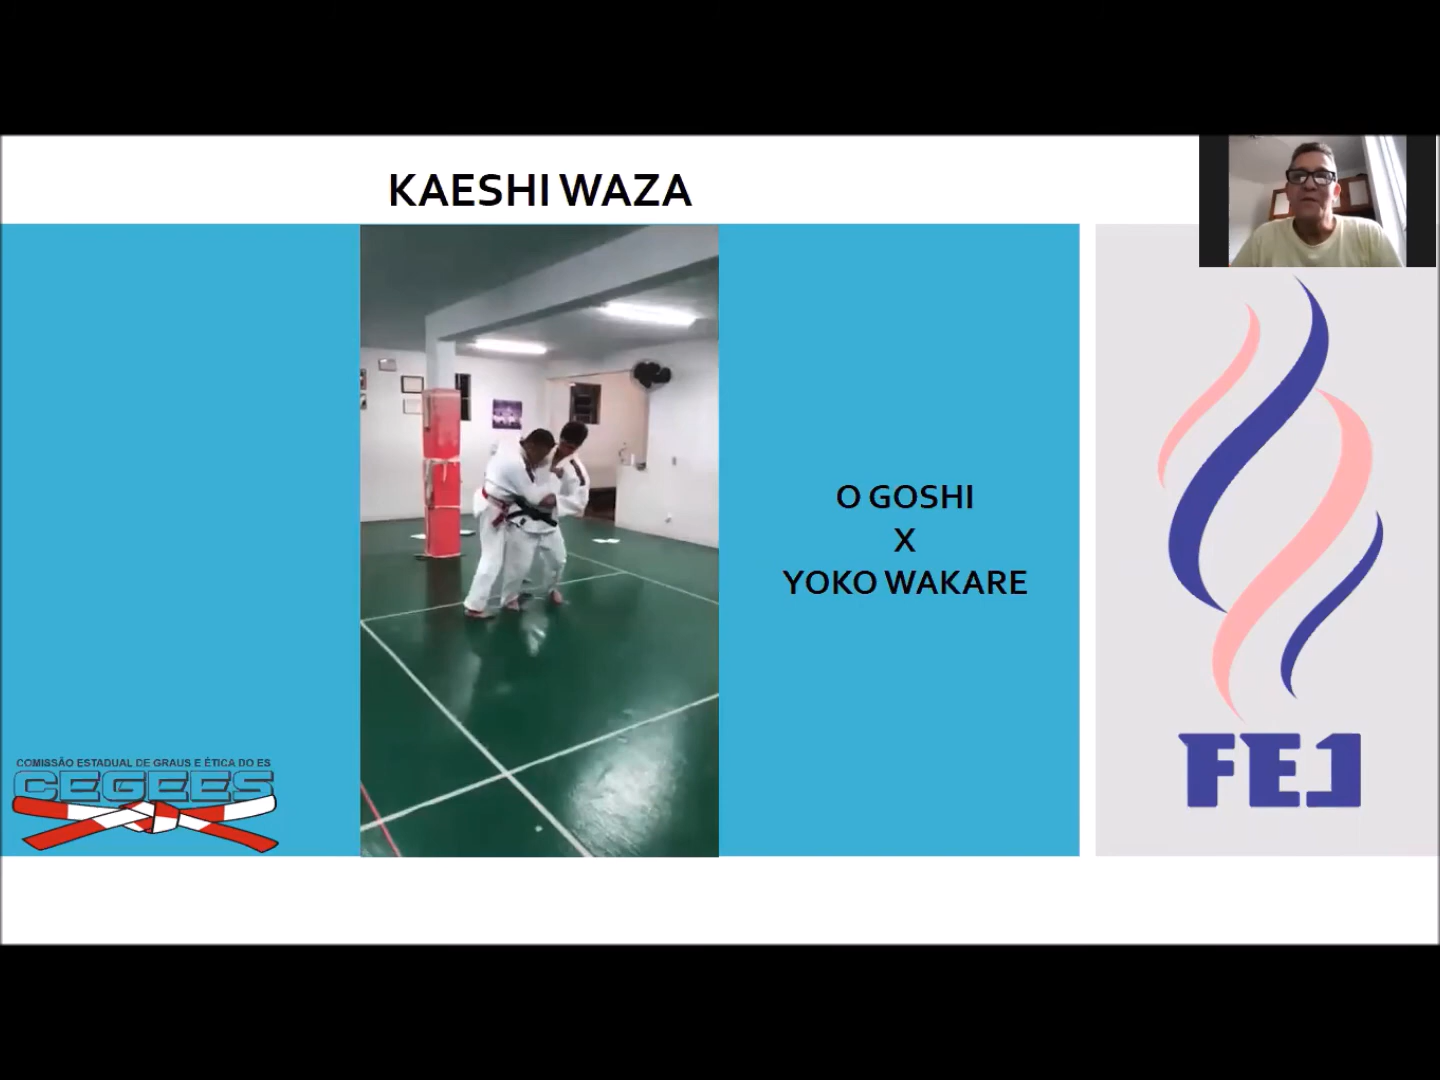 KAESHI WAZA
O GOSHI
X
YOKO WAKARE
COMISSÃO ESTADUAL DE GRAUS E ÉTICA DO ES
CEGEES
FEJ